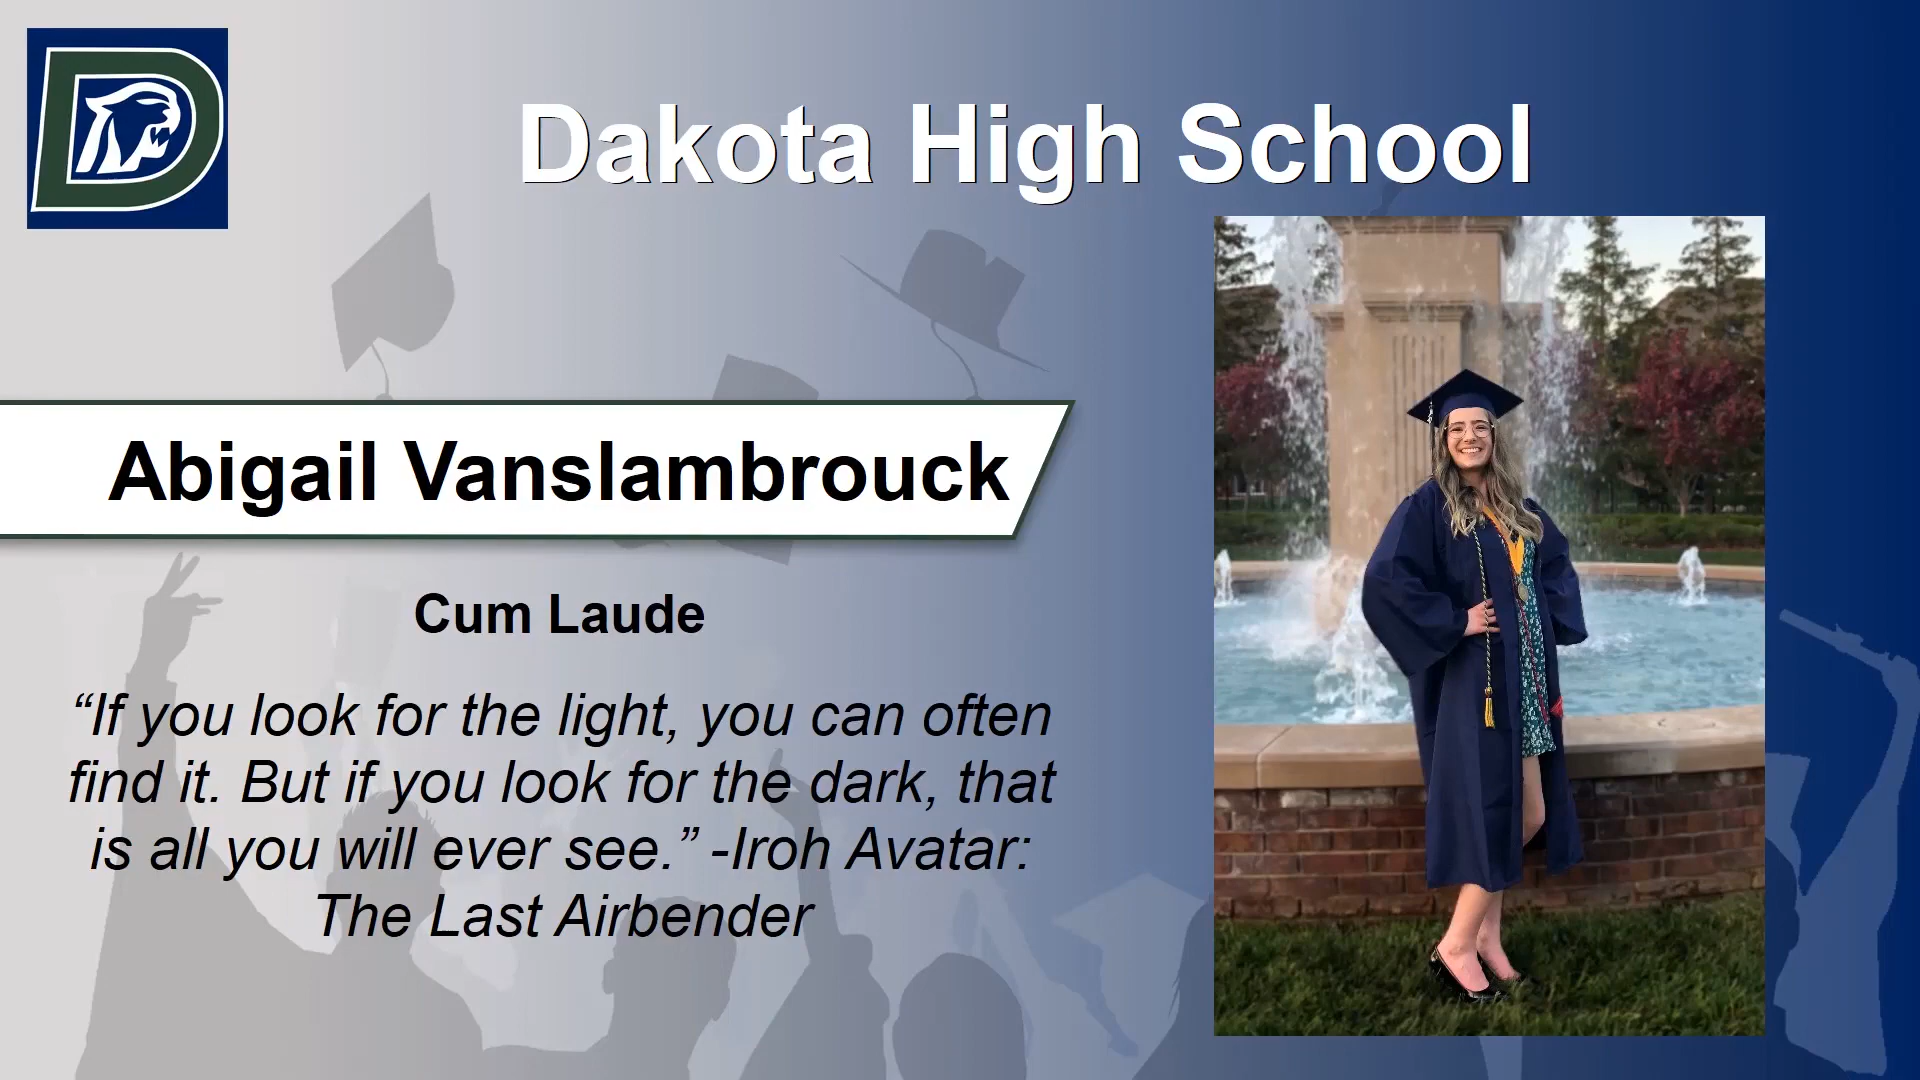 D
Dakota High School
Abigail Vanslambrouck
Cum Laude
“If you look for the light, you can often
find it. But if you look for the dark, that
is all you will ever see.” -Iroh Avatar:
The Last Airbender